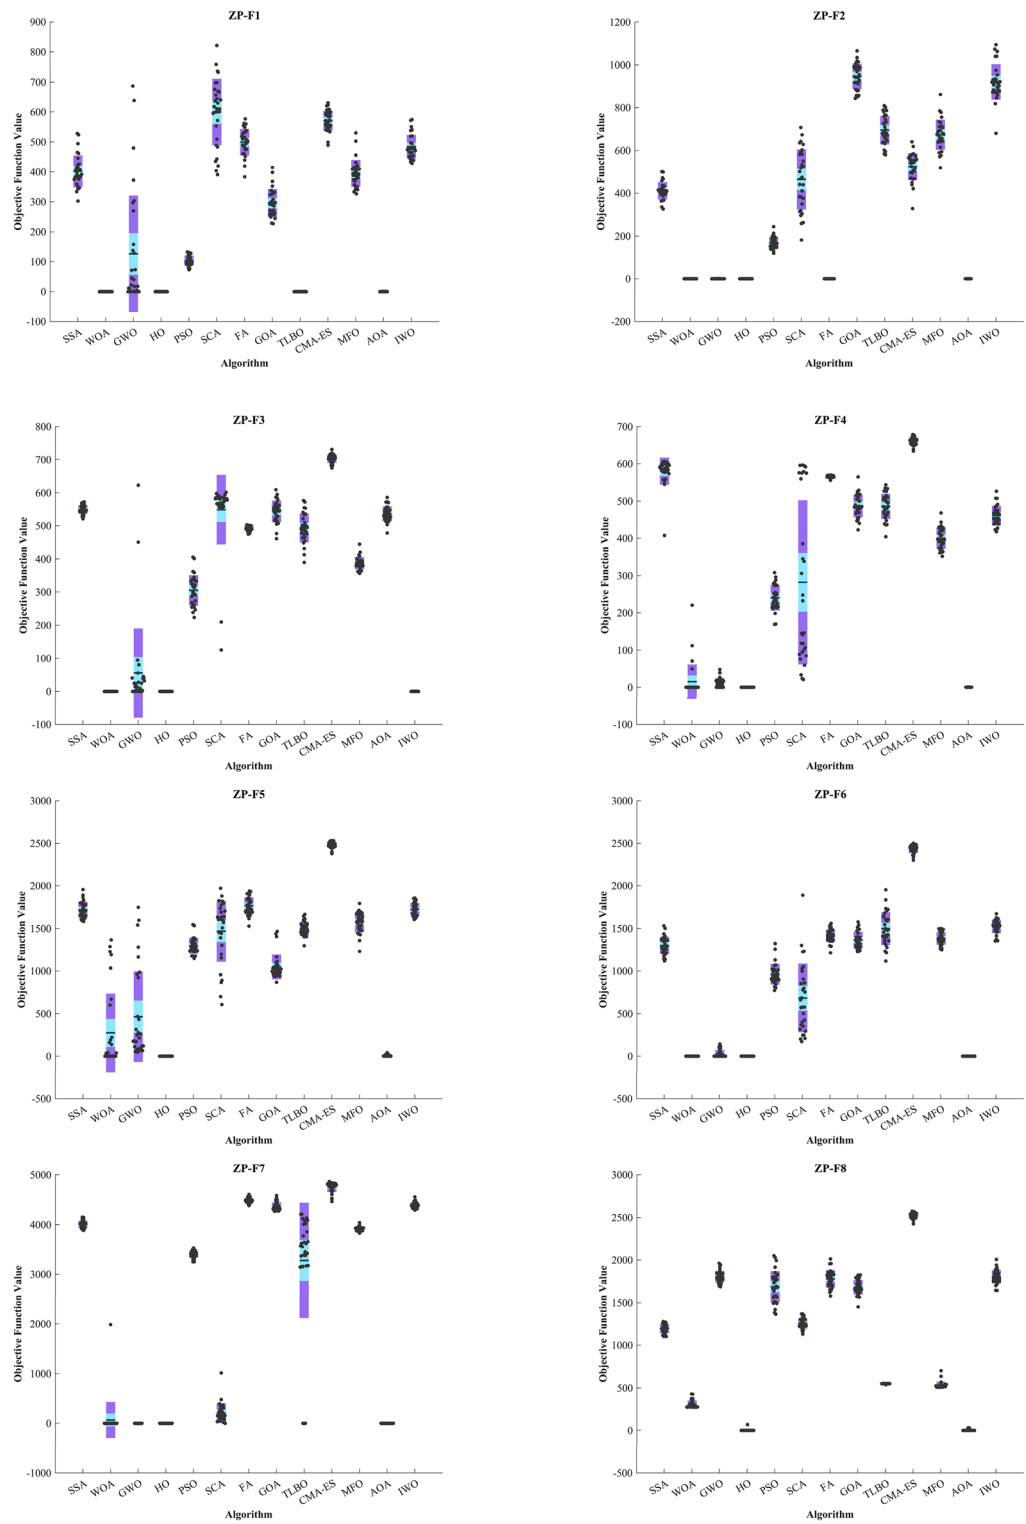 ZP-F1
900
800
700
600
500
400
300
200
100
0
-100
Objective Function Value
SSA WOA GWO HO PSO SCA FA GOA TLBO CMA-ES MFO AOA IWO
Algorithm
ZP-F2
1200
1000
800
600
400
200
0
-200
Objective Function Value
SSA WOA GWO HO PSO SCA FA GOA TLBO CMA-ES MFO AOA IWO
Algorithm
ZP-F3
800
700
600
500
400
300
200
100
0
-100
Objective Function Value
SSA WOA GWO HO PSO SCA FA GOA TLBO CMA-ES MFO AOA IWO
Algorithm
ZP-F4
700
600
500
400
300
200
100
0
-100
Objective Function Value
SSA WOA GWO HO PSO SCA FA GOA TLBO CMA-ES MFO AOA IWO
Algorithm
ZP-F5
3000
2500
2000
1500
1000
500
0
-500
Objective Function Value
SSA WOA GWO HO PSO SCA FA GOA TLBO CMA-ES MFO AOA IWO
Algorithm
ZP-F6
3000
2500
2000
1500
1000
500
0
-500
Objective Function Value
SSA WOA GWO HO PSO SCA FA GOA TLBO CMA-ES MFO AOA IWO
Algorithm
ZP-F7
5000
4000
3000
2000
1000
0
-1000
Objective Function Value
SSA WOA GWO HO PSO SCA FA GOA TLBO CMA-ES MFO AOA IWO
Algorithm
ZP-F8
3000
2500
2000
1500
1000
500
0
-500
Objective Function Value
SSA WOA GWO HO PSO SCA FA GOA TLBO CMA-ES MFO AOA IWO
Algorithm